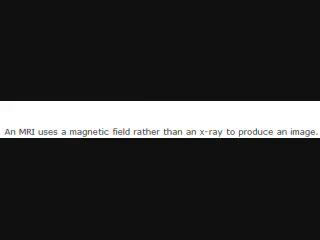 An MRI uses a magnetic field rather than an x-ray to produce an image.